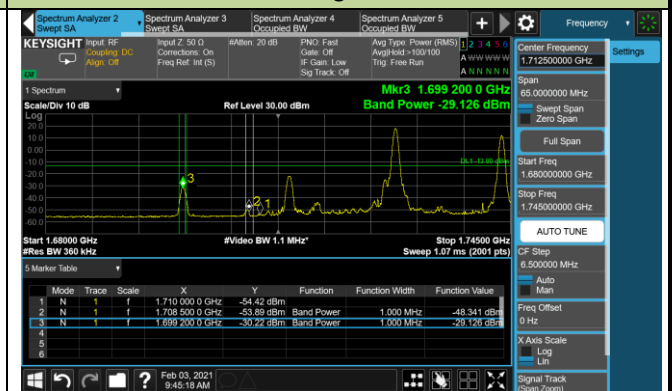 Spectrum Analyzer 2
Swept SA
Spectrum Analyzer 3
Swept SA
Spectrum Analyzer 4
Occupied BW
Spectrum Analyzer 5
Occupied BW
+
Frequency
KEYSIGHT
Input: RF
Coupling: DC
Align: Off
Input Z: 50 Ω
Corrections: On
Freq Ref: Int (S)
#Atten: 20 dB
PNO: Fast
Gate: Off
IF Gain: Low
Sig Track: Off
Avg Type: Power (RMS)
Avg|Hold:>100/100
Trig: Free Run
1 2 3 4 5 6
A W W W W W
A N N N N N
1 Spectrum
Scale/Div 10 dB
Log
Ref Level 30.00 dBm
Mkr3 1.699 200 0 GHz
Band Power -29.126 dBm
20.0
10.0
0.00
-10.0
-20.0
-30.0
-40.0
-50.0
-60.0
DL1 -13.00 dBm
3
2
1
Start 1.68000 GHz
#Res BW 360 kHz
#Video BW 1.1 MHz*
Stop 1.74500 GHz
Sweep 1.07 ms (2001 pts)
5 Marker Table
Mode Trace Scale X Y Function Function Width Function Value
1 N 1 f 1.710 000 0 GHz -54.42 dBm
2 N 1 f 1.708 500 0 GHz -53.89 dBm Band Power 1.000 MHz -48.341 dBm
3 N 1 f 1.699 200 0 GHz -30.22 dBm Band Power 1.000 MHz -29.126 dBm
4
5
6
Center Frequency
1.712500000 GHz
Settings
Span
65.0000000 MHz
Swept Span
Zero Span
Full Span
Start Freq
1.680000000 GHz
Stop Freq
1.745000000 GHz
AUTO TUNE
CF Step
6.500000 MHz
Auto
Man
Freq Offset
0 Hz
X Axis Scale
Log
Lin
Signal Track
(Span Zoom)
?
Feb 03, 2021
9:45:18 AM